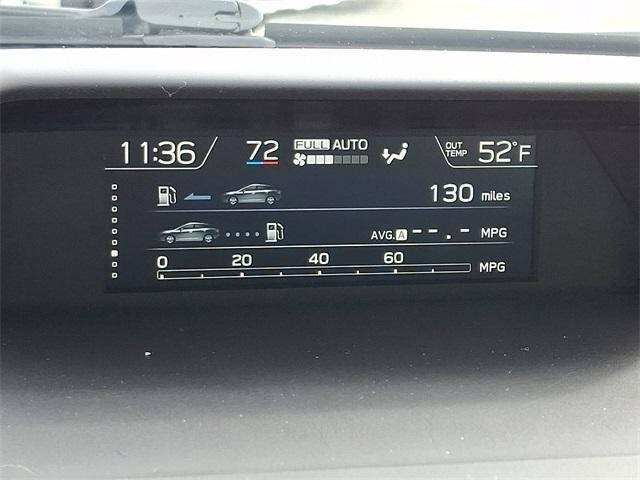 11:36 72 FULL AUTO OUT TEMP 52°F
130 miles
AVG. A --.- MPG
0 20 40 60 MPG